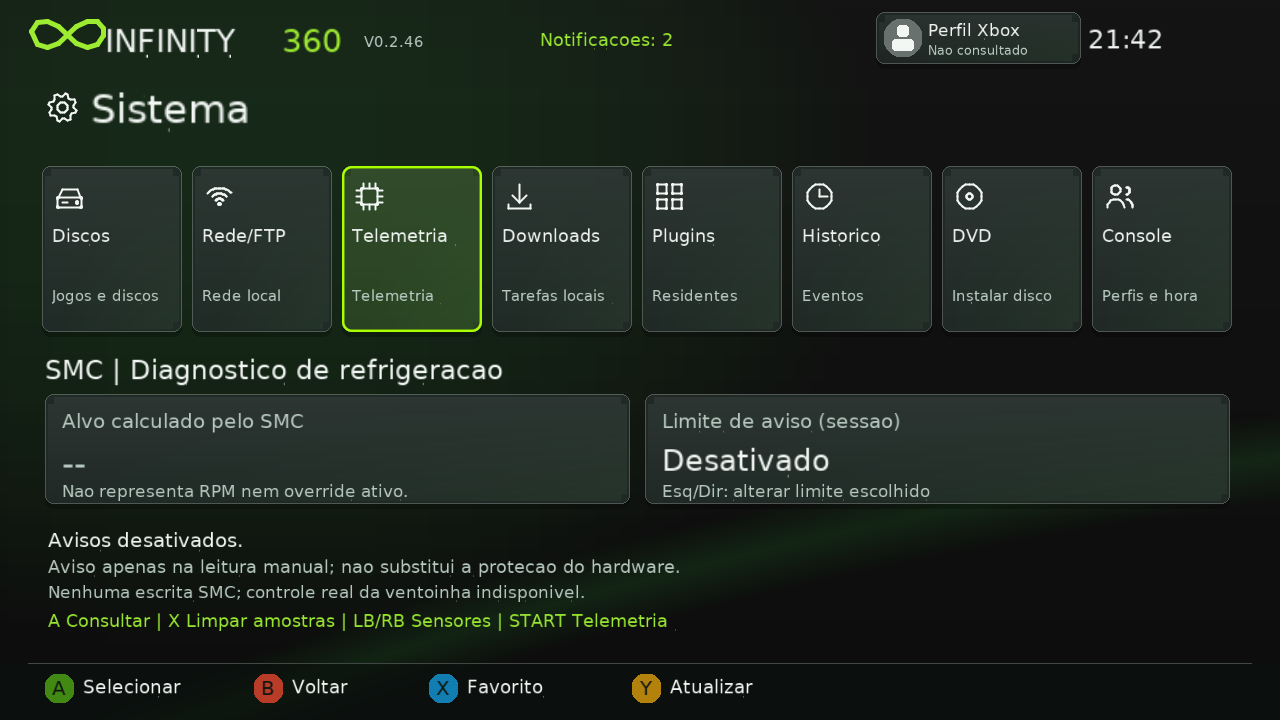 INFINITY 360 V0.2.46 Notificacoes: 2 Perfil Xbox 21:42
Nao consultado
Sistema
Discos Rede/FTP Telemetria Downloads Plugins Historico DVD Console
Jogos e discos Rede local Telemetria Tarefas locais Residentes Eventos Instalar disco Perfis e hora
SMC | Diagnostico de refrigeracao
Alvo calculado pelo SMC
--
Nao representa RPM nem override ativo.
Limite de aviso (sessao)
Desativado
Esq/Dir: alterar limite escolhido
Avisos desativados.
Aviso apenas na leitura manual; nao substitui a protecao do hardware.
Nenhuma escrita SMC; controle real da ventoinha indisponivel.
A Consultar | X Limpar amostras | LB/RB Sensores | START Telemetria
A Selecionar B Voltar X Favorito Y Atualizar